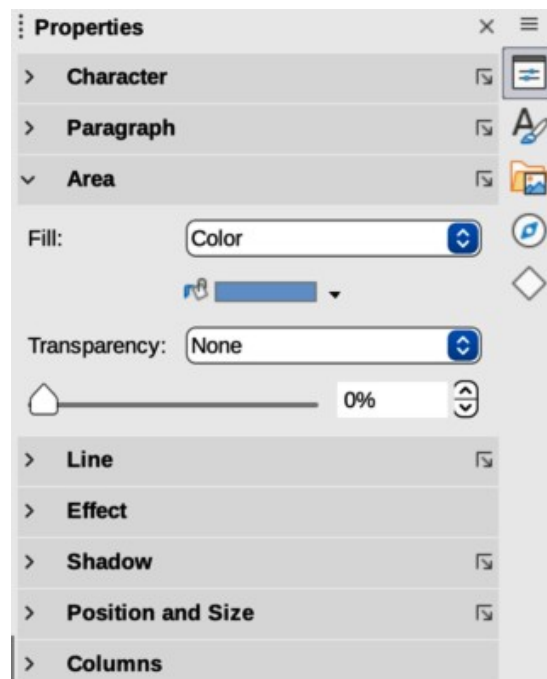 Properties
Character
Paragraph
Area
Fill: Color
Transparency: None
0%
Line
Effect
Shadow
Position and Size
Columns